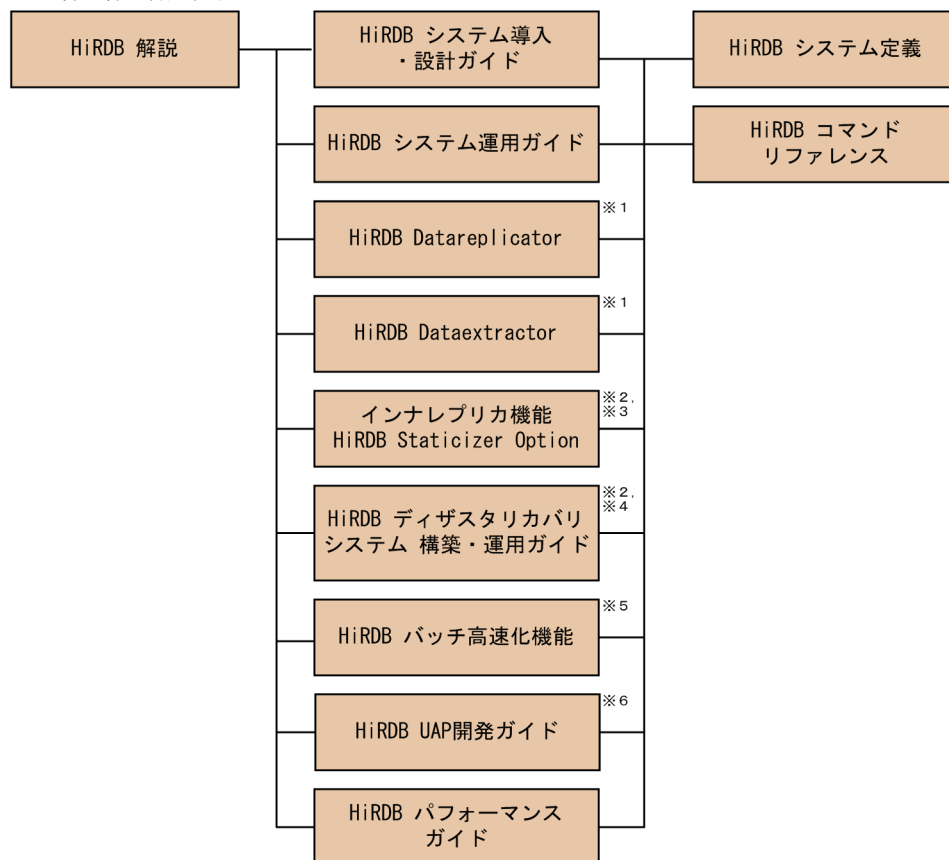 HiRDB 解説
HiRDB システム導入
・設計ガイド
HiRDB システム定義
HiRDB システム運用ガイド
HiRDB コマンド
リファレンス
※1
HiRDB Datareplicator
※1
HiRDB Dataextractor
※2,
※3
インナレプリカ機能
HiRDB Staticizer Option
※2,
※4
HiRDB ディザスタリカバリ
システム 構築・運用ガイド
※5
HiRDB バッチ高速化機能
※6
HiRDB UAP開発ガイド
HiRDB パフォーマンス
ガイド